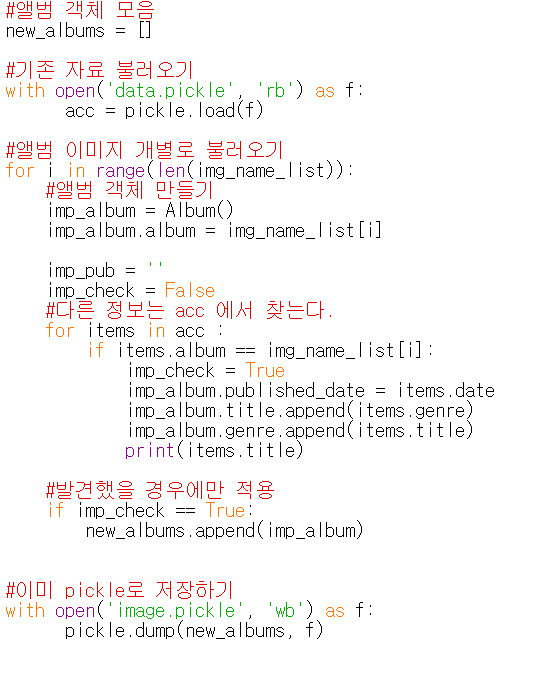 #앨범 객체 모음
new_albums = []
#기존 자료 불러오기
with open('data.pickle', 'rb') as f:
acc = pickle.load(f)
#앨범 이미지 개별로 불러오기
for i in range(len(img_name_list)):
#앨범 객체 만들기
imp_album = Album()
imp_album.album = img_name_list[i]
imp_pub = ''
imp_check = False
#다른 정보는 acc 에서 찾는다.
for items in acc :
if items.album == img_name_list[i]:
imp_check = True
imp_album.published_date = items.date
imp_album.title.append(items.genre)
imp_album.genre.append(items.title)
print(items.title)
#발견했을 경우에만 적용
if imp_check == True:
new_albums.append(imp_album)
#이미 pickle로 저장하기
with open('image.pickle', 'wb') as f:
pickle.dump(new_albums, f)